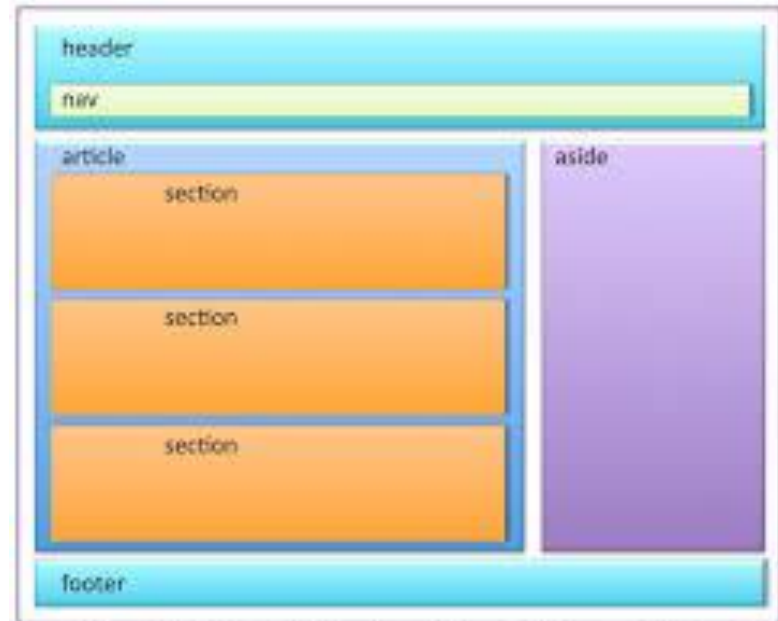 header
nav
article
aside
section
section
section
footer